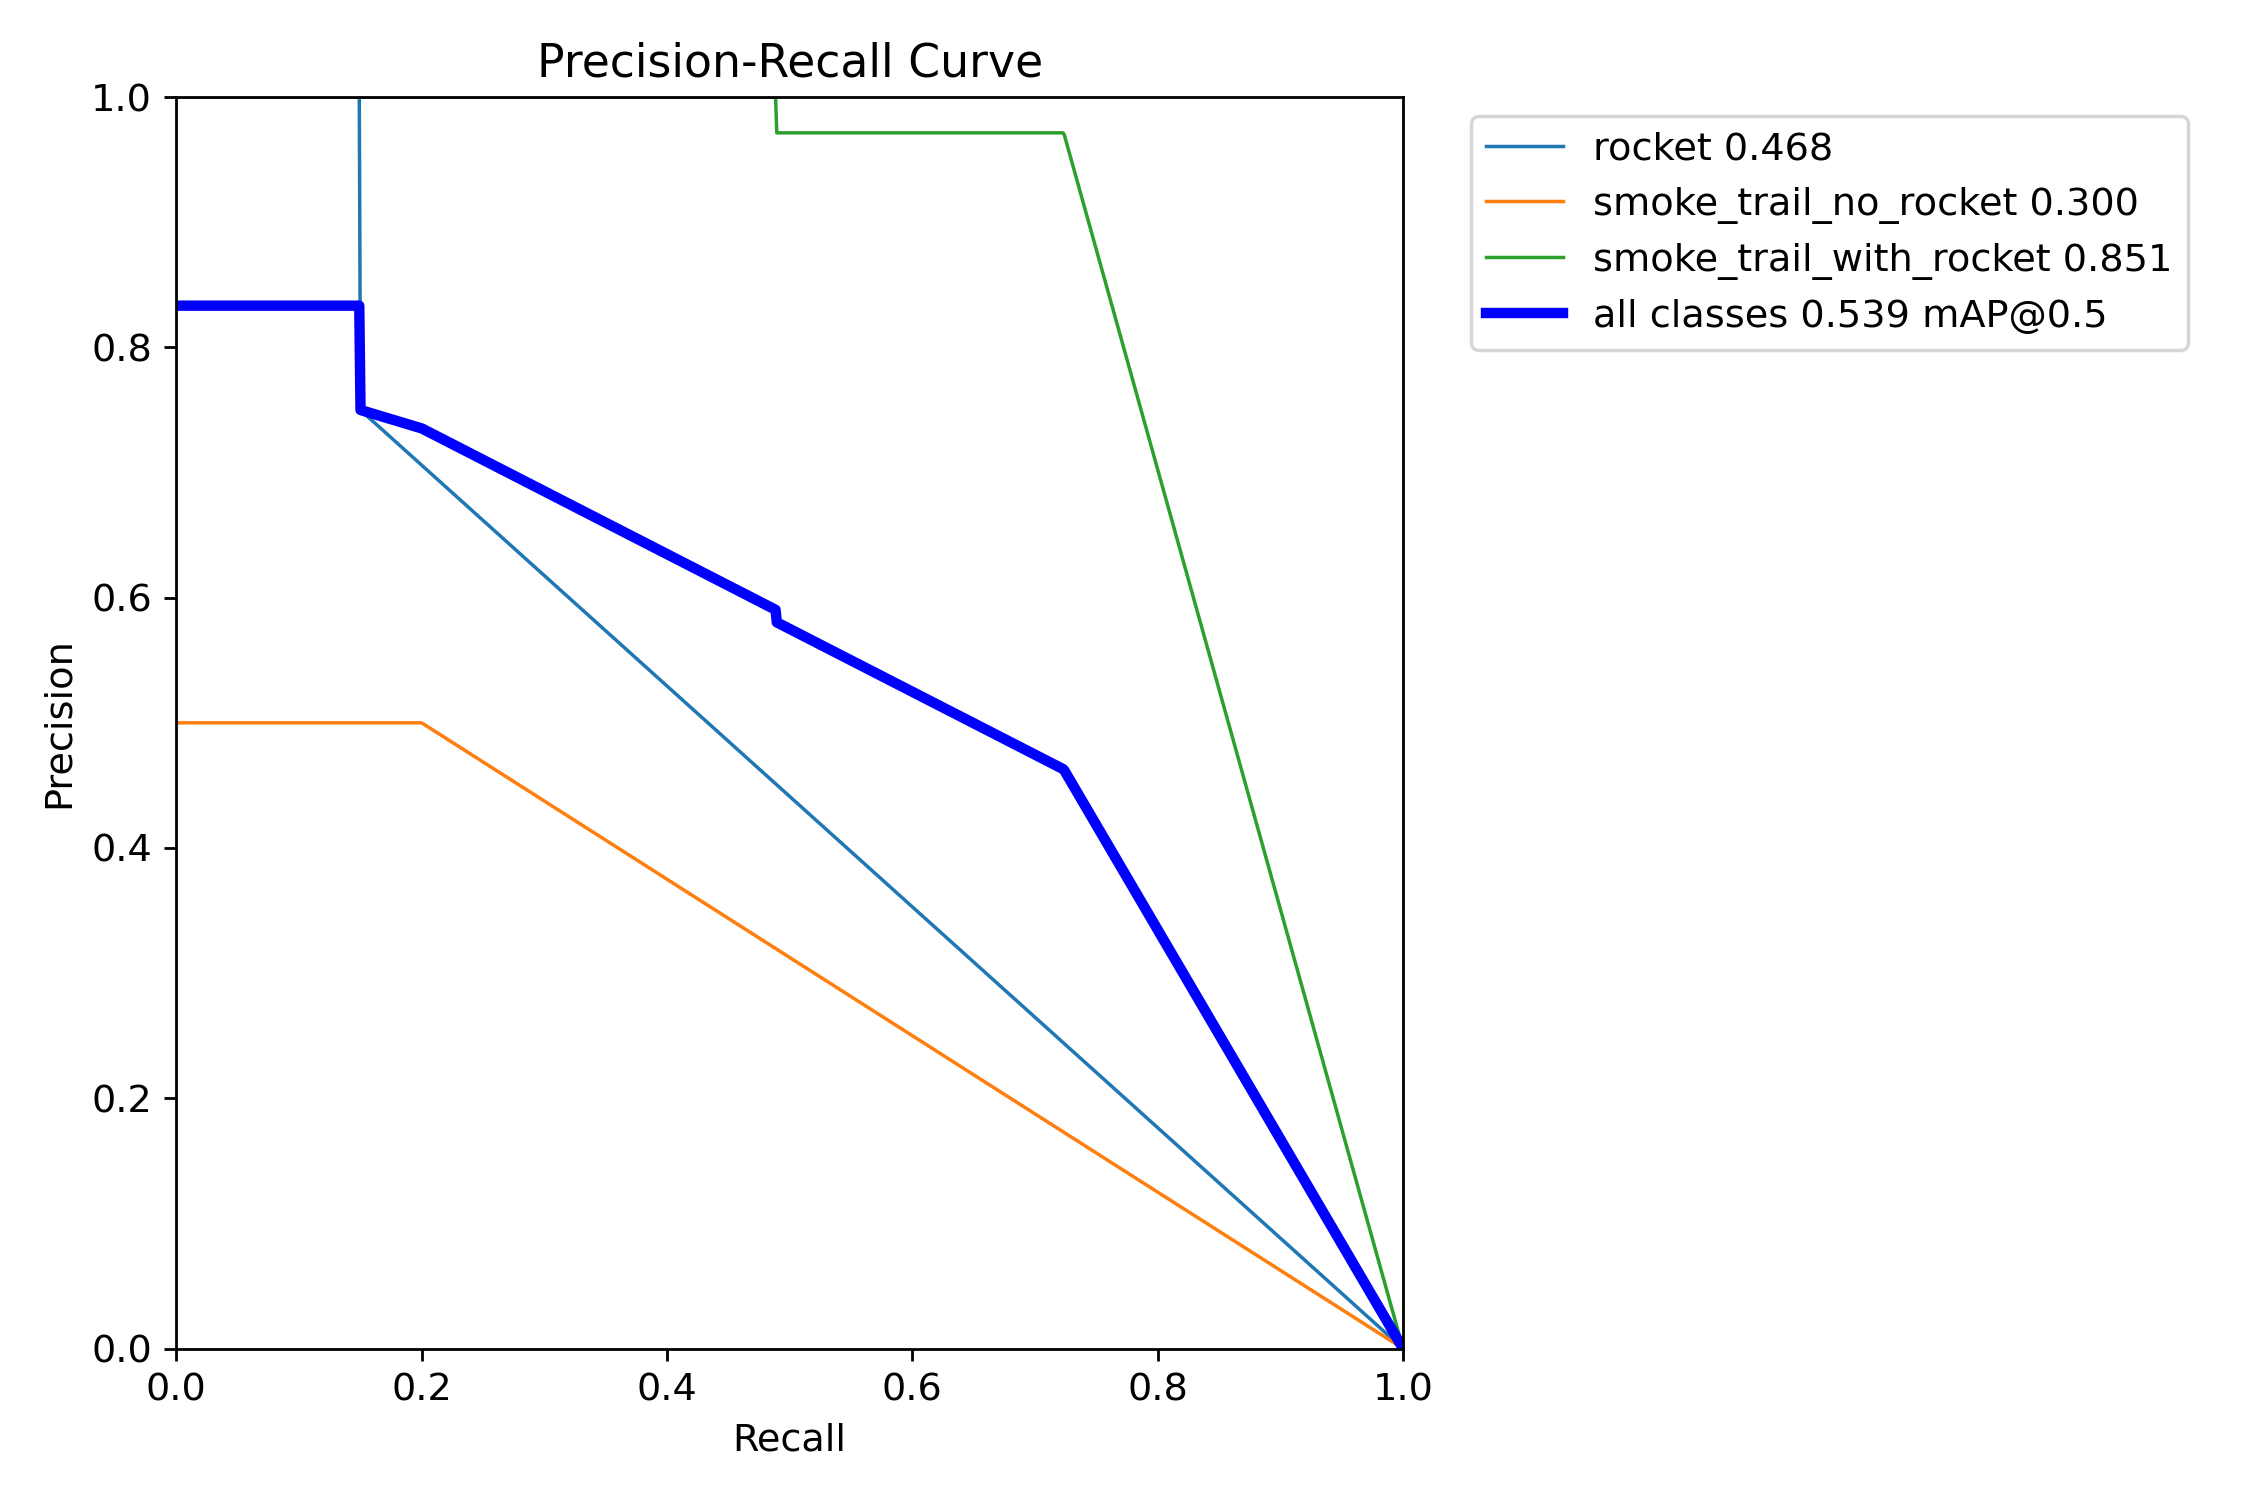 Precision-Recall Curve
1.0
0.8
0.6
0.4
0.2
0.0
Precision
0.0 0.2 0.4 0.6 0.8 1.0
Recall
rocket 0.468
smoke_trail_no_rocket 0.300
smoke_trail_with_rocket 0.851
all classes 0.539 mAP@0.5